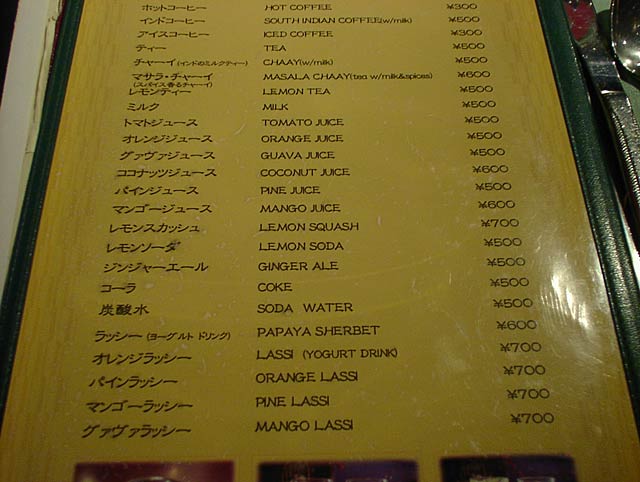 ホットコーヒー HOT COFFEE ¥300
インドコーヒー SOUTH INDIAN COFFEE(w/milk) ¥500
アイスコーヒー ICED COFFEE ¥300
ティー TEA ¥500
チャーイ(インドのミルクティー) CHAAY(w/milk) ¥500
マサラ・チャーイ MASALA CHAAY(tea w/milk&spices) ¥600
(スパイス香るチャーイ)
レモンティー LEMON TEA ¥500
ミルク MILK ¥500
トマトジュース TOMATO JUICE ¥500
オレンジジュース ORANGE JUICE ¥500
グァヴァジュース GUAVA JUICE ¥500
ココナッツジュース COCONUT JUICE ¥600
パインジュース PINE JUICE ¥500
マンゴージュース MANGO JUICE ¥600
レモンスカッシュ LEMON SQUASH ¥700
レモンソーダ LEMON SODA ¥500
ジンジャーエール GINGER ALE ¥500
コーラ COKE ¥500
炭酸水 SODA WATER ¥500
ラッシー (ヨーグルト ドリンク) PAPAYA SHERBET ¥600
オレンジラッシー LASSI (YOGURT DRINK) ¥700
パインラッシー ORANGE LASSI ¥700
マンゴーラッシー PINE LASSI ¥700
グァヴァラッシー MANGO LASSI ¥700